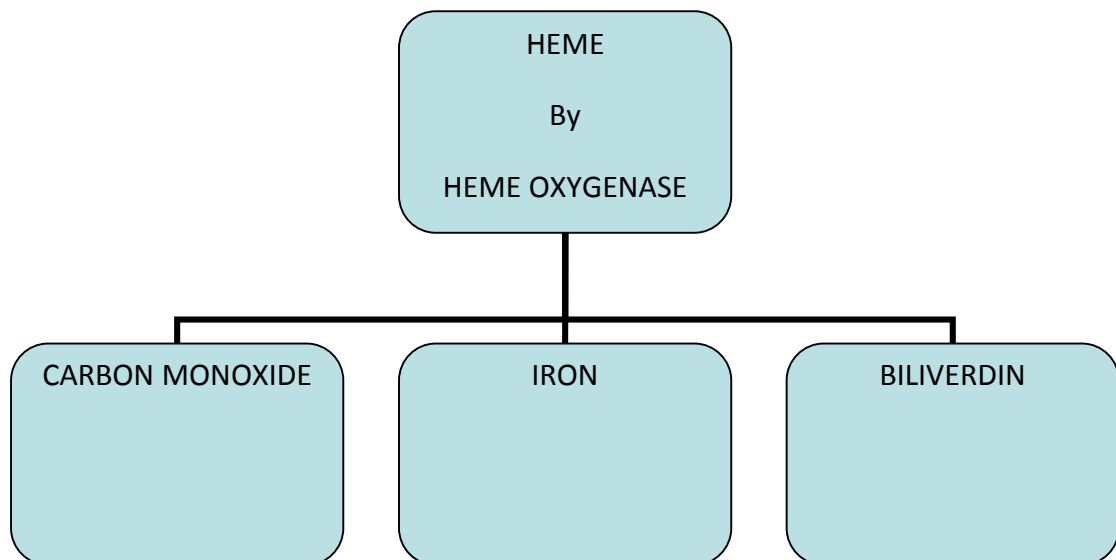 HEME
By
HEME OXYGENASE
CARBON MONOXIDE
IRON
BILIVERDIN